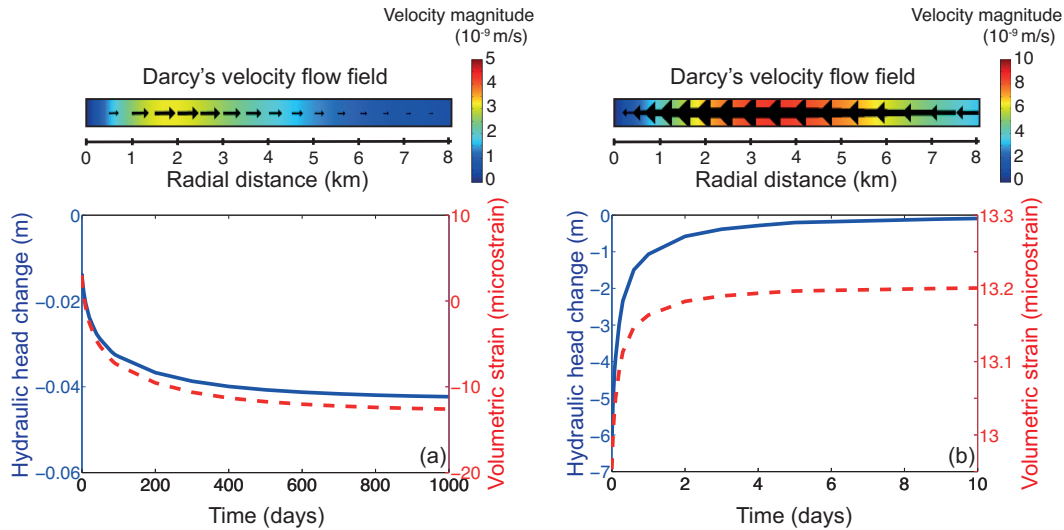 Velocity magnitude
(10⁻⁹ m/s)
5
4
3
2
1
0
Darcy's velocity flow field
0 1 2 3 4 5 6 7 8
Radial distance (km)
Hydraulic head change (m)
0
−0.02
−0.04
−0.06
Volumetric strain (microstrain)
10
0
−10
−20
(a)
0 200 400 600 800 1000
Time (days)
Velocity magnitude
(10⁻⁹ m/s)
10
8
6
4
2
0
Darcy's velocity flow field
0 1 2 3 4 5 6 7 8
Radial distance (km)
Hydraulic head change (m)
0
−1
−2
−3
−4
−5
−6
−7
Volumetric strain (microstrain)
13.3
13.2
13.1
13
(b)
0 2 4 6 8 10
Time (days)